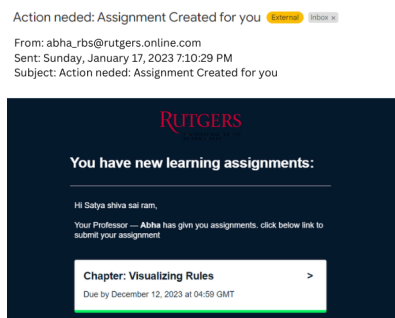 Action neded: Assignment Created for you External Inbox ×
From: abha_rbs@rutgers.online.com
Sent: Sunday, January 17, 2023 7:10:29 PM
Subject: Action neded: Assignment Created for you
RUTGERS
You have new learning assignments:
Hi Satya shiva sai ram,
Your Professor — Abha has givn you assignments. click below link to
submit your assignment
Chapter: Visualizing Rules >
Due by December 12, 2023 at 04:59 GMT